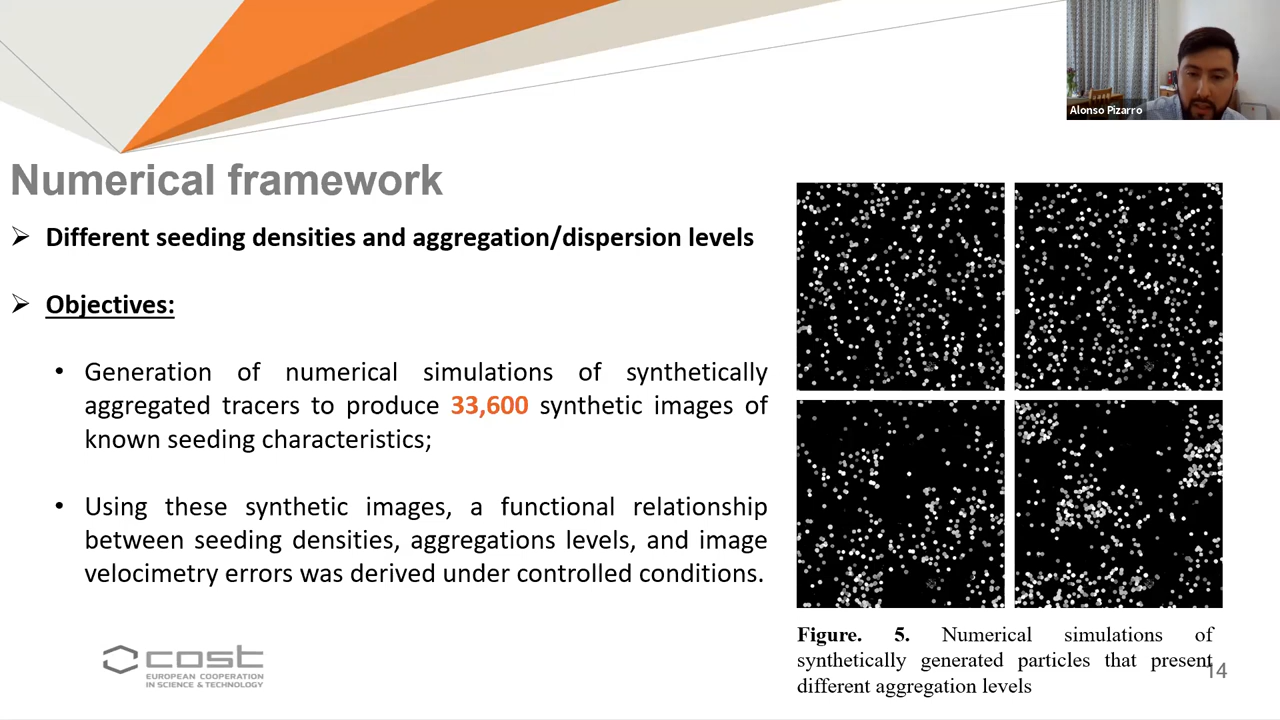 Alonso Pizarro
Numerical framework
➢ Different seeding densities and aggregation/dispersion levels
➢ Objectives:
• Generation of numerical simulations of synthetically
aggregated tracers to produce 33,600 synthetic images of
known seeding characteristics;
• Using these synthetic images, a functional relationship
between seeding densities, aggregations levels, and image
velocimetry errors was derived under controlled conditions.
Figure. 5. Numerical simulations of
synthetically generated particles that present
different aggregation levels
14
cost
EUROPEAN COOPERATION
IN SCIENCE & TECHNOLOGY